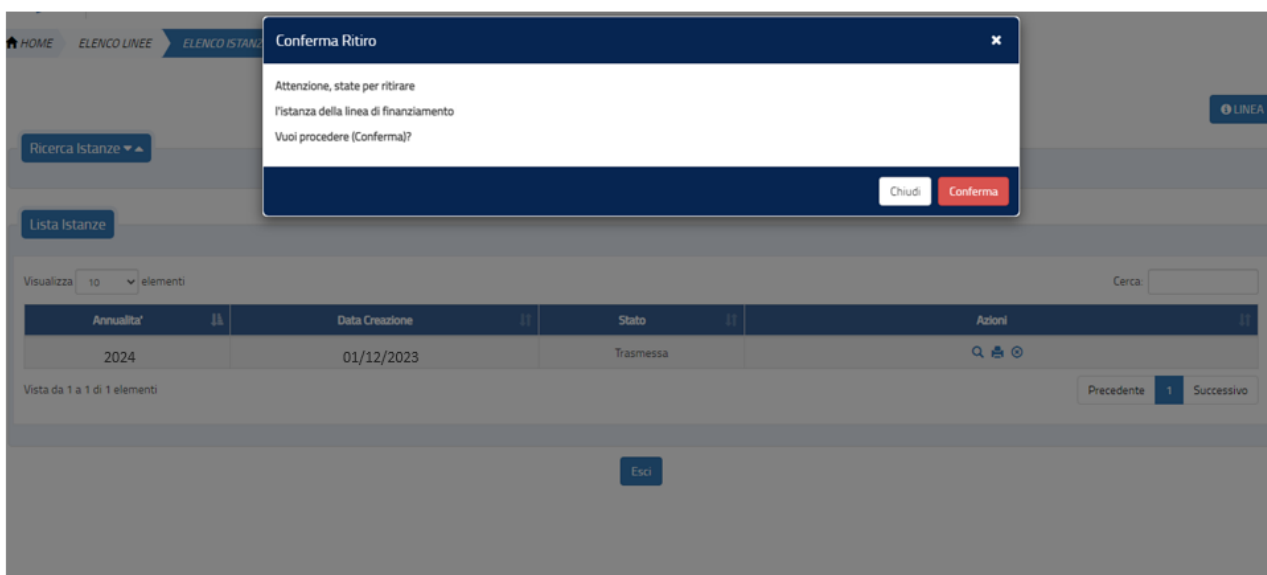 HOME ELENCO LINEE ELENCO ISTANZ
Conferma Ritiro
Attenzione, state per ritirare
l'istanza della linea di finanziamento
Vuoi procedere (Conferma)?
Chiudi Conferma
LINEA
Ricerca Istanze
Lista Istanze
Visualizza 10 elementi Cerca:
Annualita' Data Creazione Stato Azioni
2024 01/12/2023 Trasmessa
Vista da 1 a 1 di 1 elementi Precedente 1 Successivo
Esci